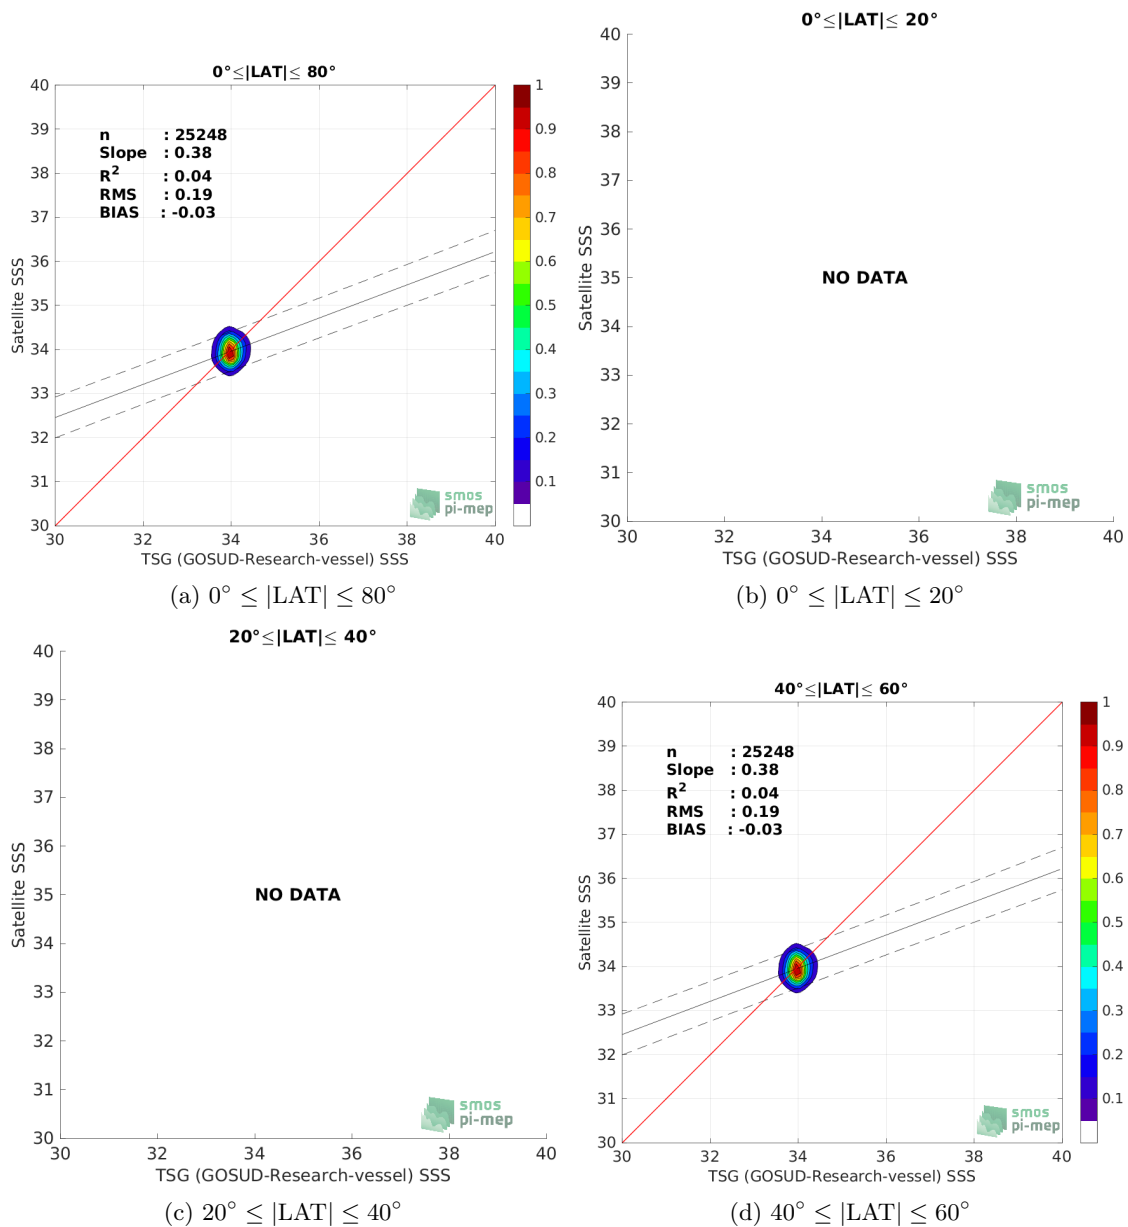 0°≤|LAT|≤ 80°
40
39
38
37
36
35
34
33
32
31
30
n : 25248
Slope : 0.38
R² : 0.04
RMS : 0.19
BIAS : -0.03
Satellite SSS
30 32 34 36 38 40
TSG (GOSUD-Research-vessel) SSS
smos
pi-mep
1
0.9
0.8
0.7
0.6
0.5
0.4
0.3
0.2
0.1
(a) 0° ≤ |LAT| ≤ 80°
0°≤|LAT|≤ 20°
40
39
38
37
36
35
34
33
32
31
30
NO DATA
Satellite SSS
30 32 34 36 38 40
TSG (GOSUD-Research-vessel) SSS
smos
pi-mep
(b) 0° ≤ |LAT| ≤ 20°
20°≤|LAT|≤ 40°
40
39
38
37
36
35
34
33
32
31
30
NO DATA
Satellite SSS
30 32 34 36 38 40
TSG (GOSUD-Research-vessel) SSS
smos
pi-mep
(c) 20° ≤ |LAT| ≤ 40°
40°≤|LAT|≤ 60°
40
39
38
37
36
35
34
33
32
31
30
n : 25248
Slope : 0.38
R² : 0.04
RMS : 0.19
BIAS : -0.03
Satellite SSS
30 32 34 36 38 40
TSG (GOSUD-Research-vessel) SSS
smos
pi-mep
1
0.9
0.8
0.7
0.6
0.5
0.4
0.3
0.2
0.1
(d) 40° ≤ |LAT| ≤ 60°